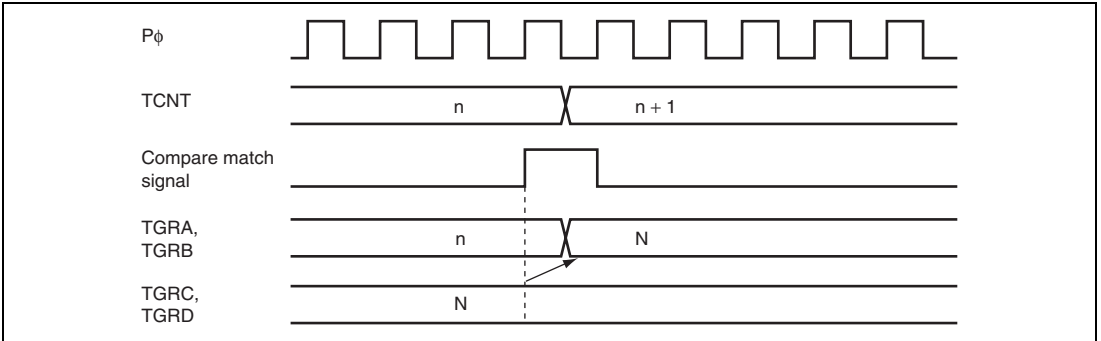 Pϕ
TCNT
n
n + 1
Compare match
signal
TGRA,
TGRB
n
N
TGRC,
TGRD
N